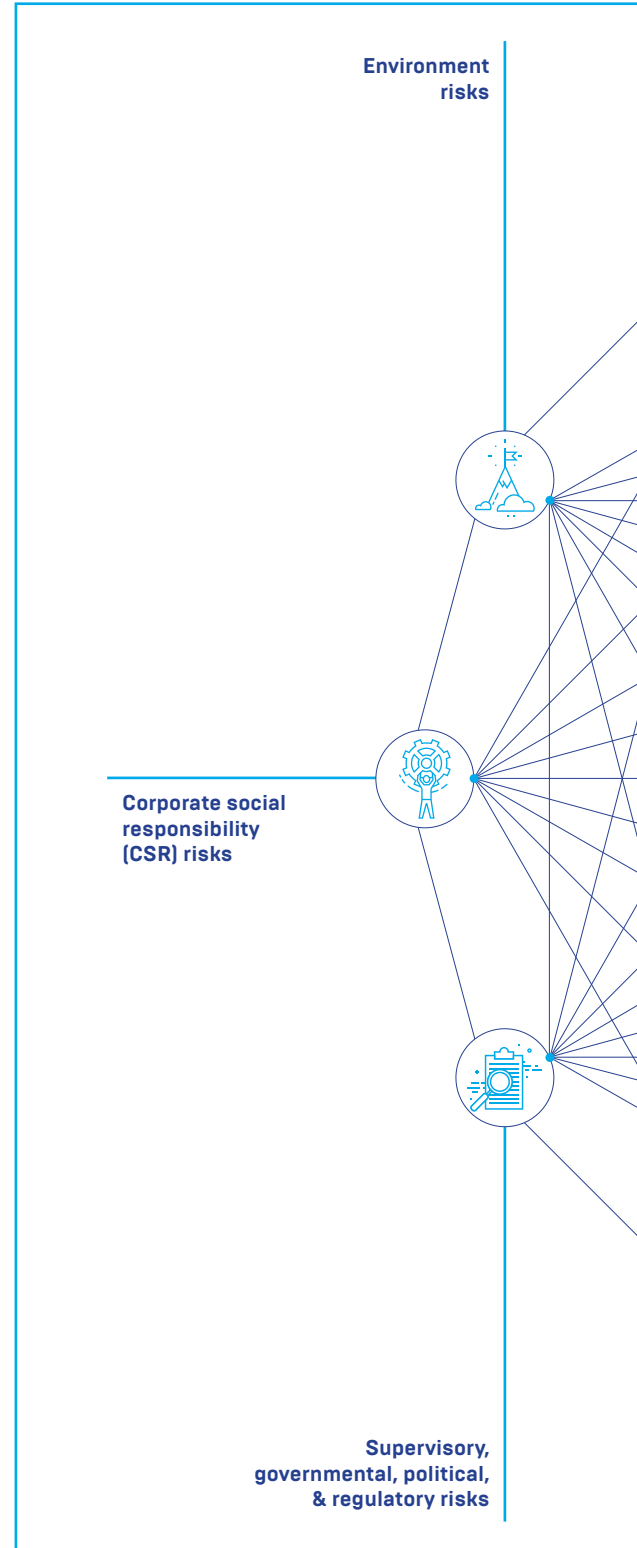 Environment
risks
Corporate social
responsibility
(CSR) risks
Supervisory,
governmental, political,
& regulatory risks